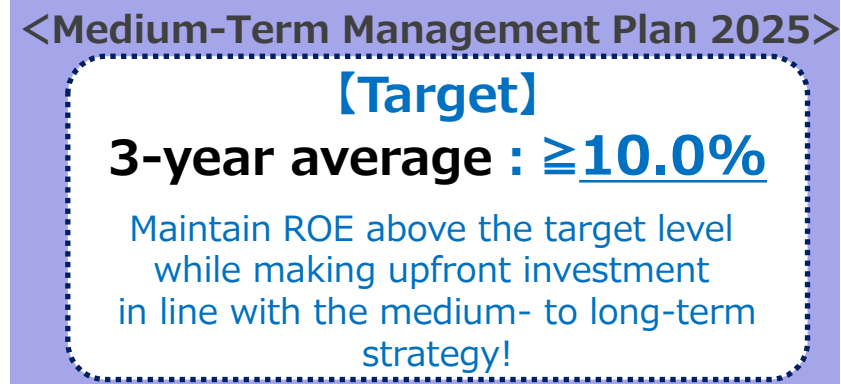 <Medium-Term Management Plan 2025>
【Target】
3-year average : ≧10.0%
Maintain ROE above the target level
while making upfront investment
in line with the medium- to long-term
strategy!